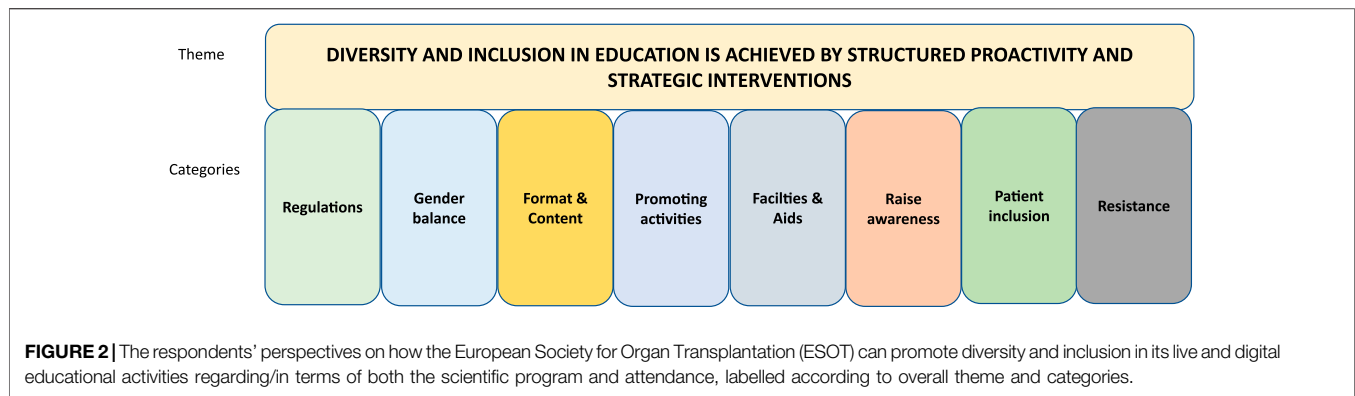 Theme
DIVERSITY AND INCLUSION IN EDUCATION IS ACHIEVED BY STRUCTURED PROACTIVITY AND
STRATEGIC INTERVENTIONS
Categories
Regulations
Gender
balance
Format &
Content
Promoting
activities
Facilties &
Aids
Raise
awareness
Patient
inclusion
Resistance
FIGURE 2 | The respondents' perspectives on how the European Society for Organ Transplantation (ESOT) can promote diversity and inclusion in its live and digital
educational activities regarding/in terms of both the scientific program and attendance, labelled according to overall theme and categories.